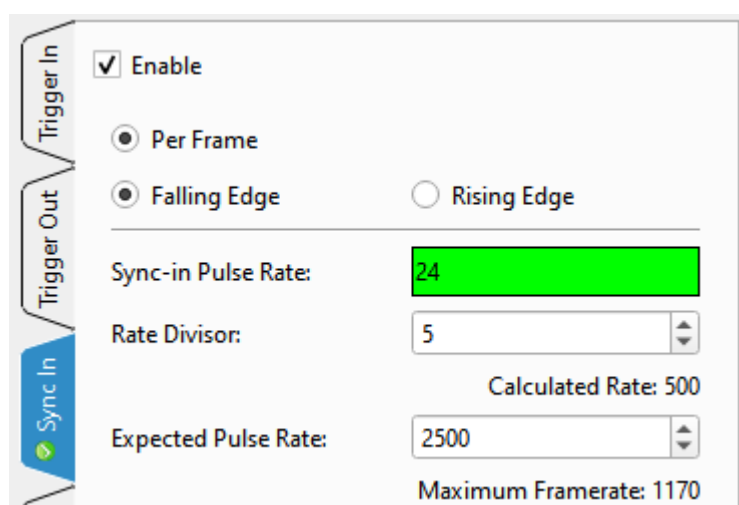 Trigger In
Trigger Out
Sync In
Enable
Per Frame
Falling Edge
Rising Edge
Sync-in Pulse Rate: 24
Rate Divisor: 5
Calculated Rate: 500
Expected Pulse Rate: 2500
Maximum Framerate: 1170